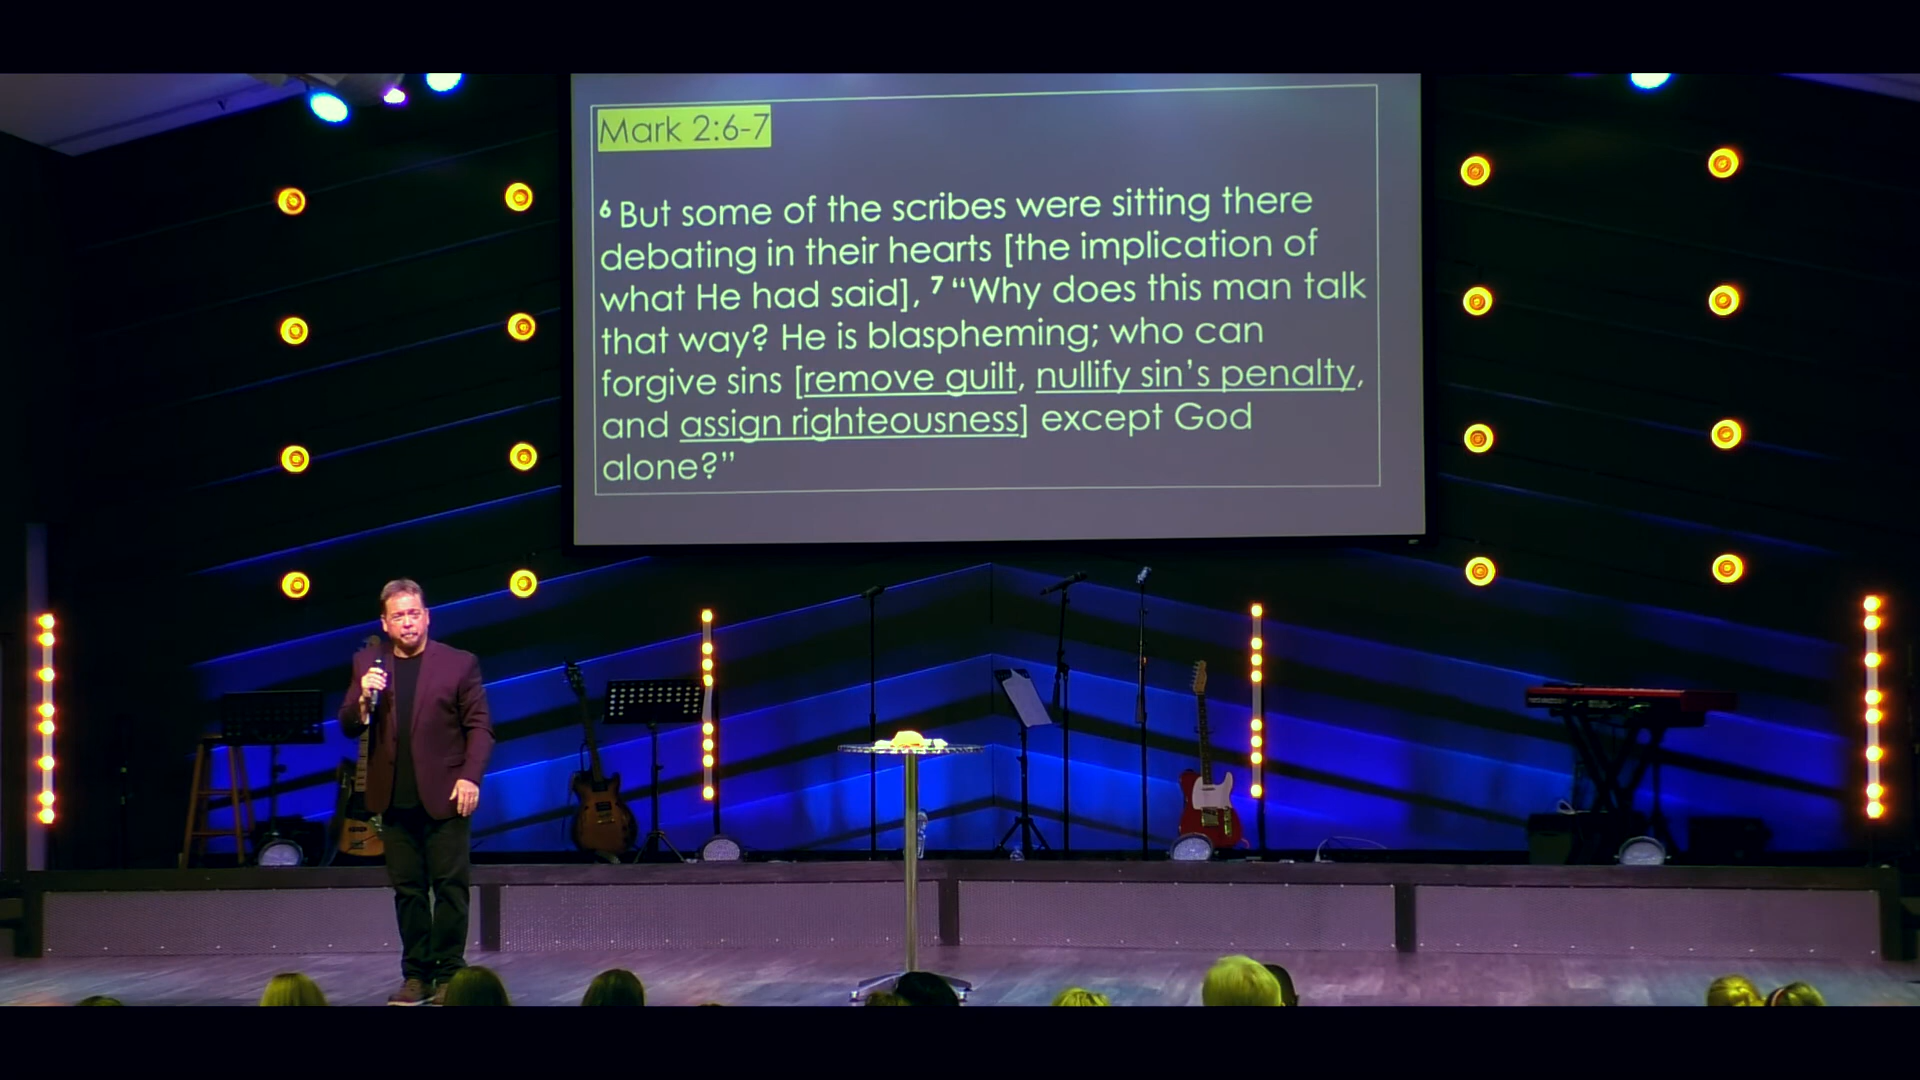 Mark 2:6-7
6 But some of the scribes were sitting there
debating in their hearts [the implication of
what He had said], 7 “Why does this man talk
that way? He is blaspheming; who can
forgive sins [remove guilt, nullify sin’s penalty,
and assign righteousness] except God
alone?”